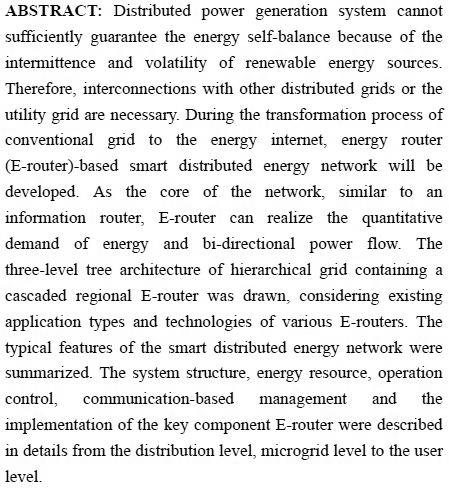 ABSTRACT: Distributed power generation system cannot
sufficiently guarantee the energy self-balance because of the
intermittence and volatility of renewable energy sources.
Therefore, interconnections with other distributed grids or the
utility grid are necessary. During the transformation process of
conventional grid to the energy internet, energy router
(E-router)-based smart distributed energy network will be
developed. As the core of the network, similar to an
information router, E-router can realize the quantitative
demand of energy and bi-directional power flow. The
three-level tree architecture of hierarchical grid containing a
cascaded regional E-router was drawn, considering existing
application types and technologies of various E-routers. The
typical features of the smart distributed energy network were
summarized. The system structure, energy resource, operation
control, communication-based management and the
implementation of the key component E-router were described
in details from the distribution level, microgrid level to the user
level.